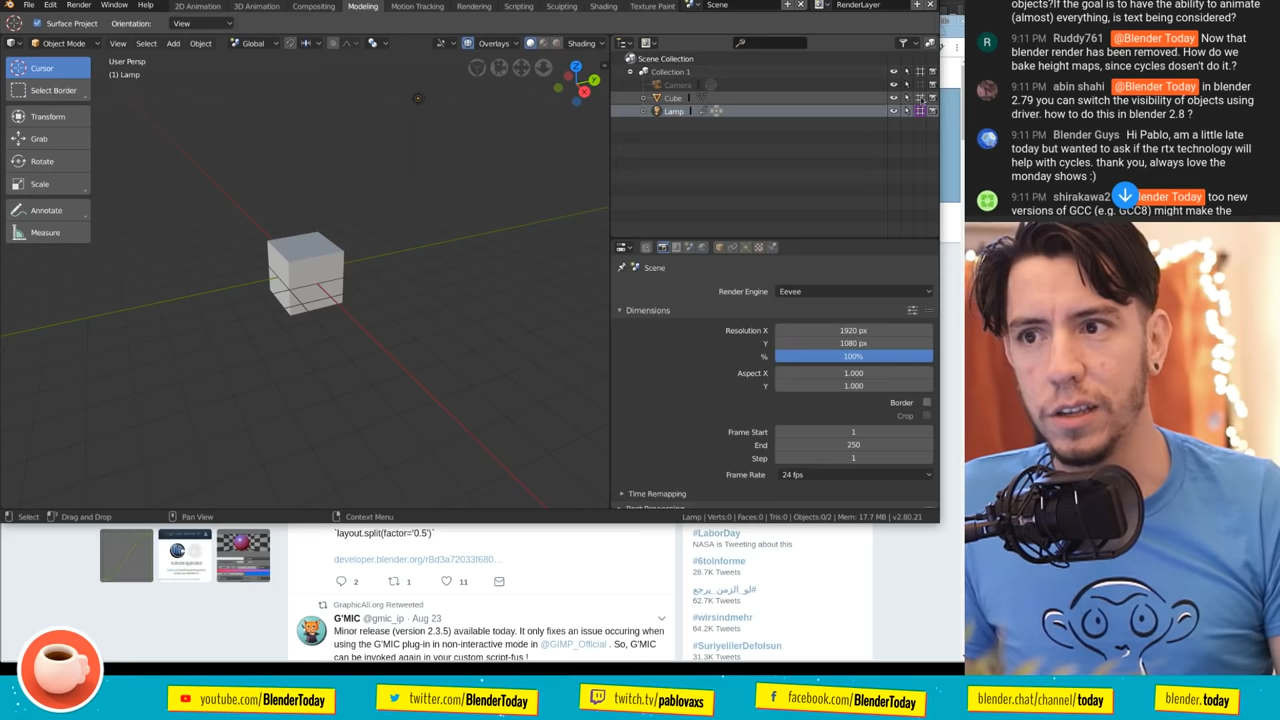 File Edit Render Window Help
2D Animation 3D Animation Compositing Modeling Motion Tracking Rendering Scripting Sculpting Shading Texture Paint
Scene
RenderLayer
Surface Project Orientation: View
Object Mode View Select Add Object Global Overlays Shading
User Persp
(1) Lamp
Cursor
Select Border
Transform
Grab
Rotate
Scale
Annotate
Measure
Z
Y
X
Scene Collection
Collection 1
Camera
Cube
Lamp
Scene
Render Engine Eevee
Dimensions
Resolution X 1920 px
Y 1080 px
% 100%
Aspect X 1.000
Y 1.000
Border
Crop
Frame Start 1
End 250
Step 1
Frame Rate 24 fps
Time Remapping
Select Drag and Drop Pan View Context Menu Lamp | Verts:0 | Faces:0 | Tris:0 | Objects:0/2 | Mem: 17.7 MB | v2.80.21
objects?If the goal is to have the ability to animate
(almost) everything, is text being considered?
R
9:11 PM Ruddy761 @Blender Today Now that
blender render has been removed. How do we
bake height maps, since cycles dosen't do it.?
9:11 PM abin shahi @Blender Today in blender
2.79 you can switch the visibility of objects using
driver. how to do this in blender 2.8 ?
9:11 PM Blender Guys Hi Pablo, am a little late
today but wanted to ask if the rtx technology will
help with cycles. thank you, always love the
monday shows :)
9:11 PM shirakawa2 lender Today too new
versions of GCC (e.g. GCC8) might make the
`layout.split(factor='0.5')`
developer.blender.org/rBd3a72033f680...
2 1 11
GraphicAll.org Retweeted
G'MIC @gmic_ip · Aug 23
Minor release (version 2.3.5) available today. It only fixes an issue occuring when
using the G'MIC plug-in in non-interactive mode in @GIMP_Official . So, G'MIC
can be invoked again in your custom script-fus !
#LaborDay
NASA is Tweeting about this
#6toInforme
28.7K Tweets
#لو_الزمن_يرجع
62.7K Tweets
#wirsindmehr
64.2K Tweets
#SuriyelilerDefolsun
31.3K Tweets
youtube.com/BlenderToday
twitter.com/BlenderToday
twitch.tv/pablovaxs
facebook.com/BlenderToday
blender.chat/channel/today
blender.today